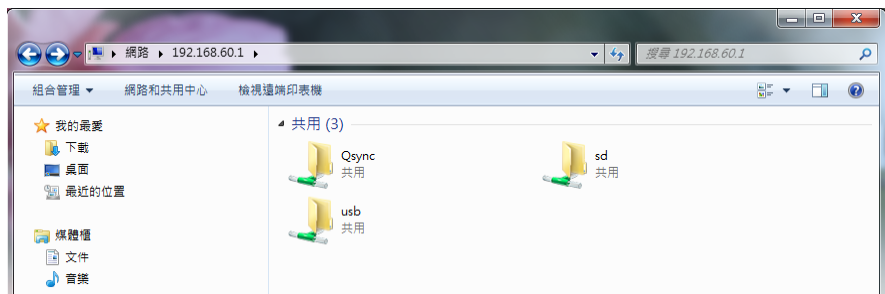 網路 ▸ 192.168.60.1 ▸
搜尋 192.168.60.1
組合管理 ▾ 網路和共用中心 檢視遠端印表機
我的最愛
下載
桌面
最近的位置
媒體櫃
文件
音樂
共用 (3)
Qsync
共用
sd
共用
usb
共用